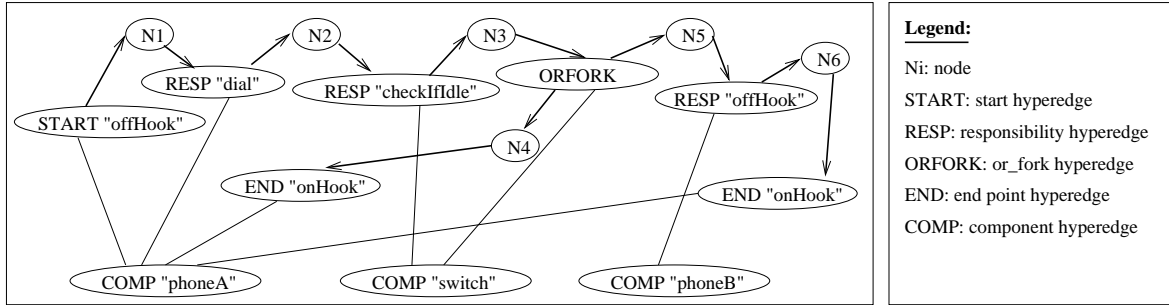 N1
N2
N3
N5
N6
RESP "dial"
RESP "checkIfIdle"
ORFORK
RESP "offHook"
START "offHook"
N4
END "onHook"
END "onHook"
COMP "phoneA"
COMP "switch"
COMP "phoneB"
Legend:
Ni: node
START: start hyperedge
RESP: responsibility hyperedge
ORFORK: or_fork hyperedge
END: end point hyperedge
COMP: component hyperedge